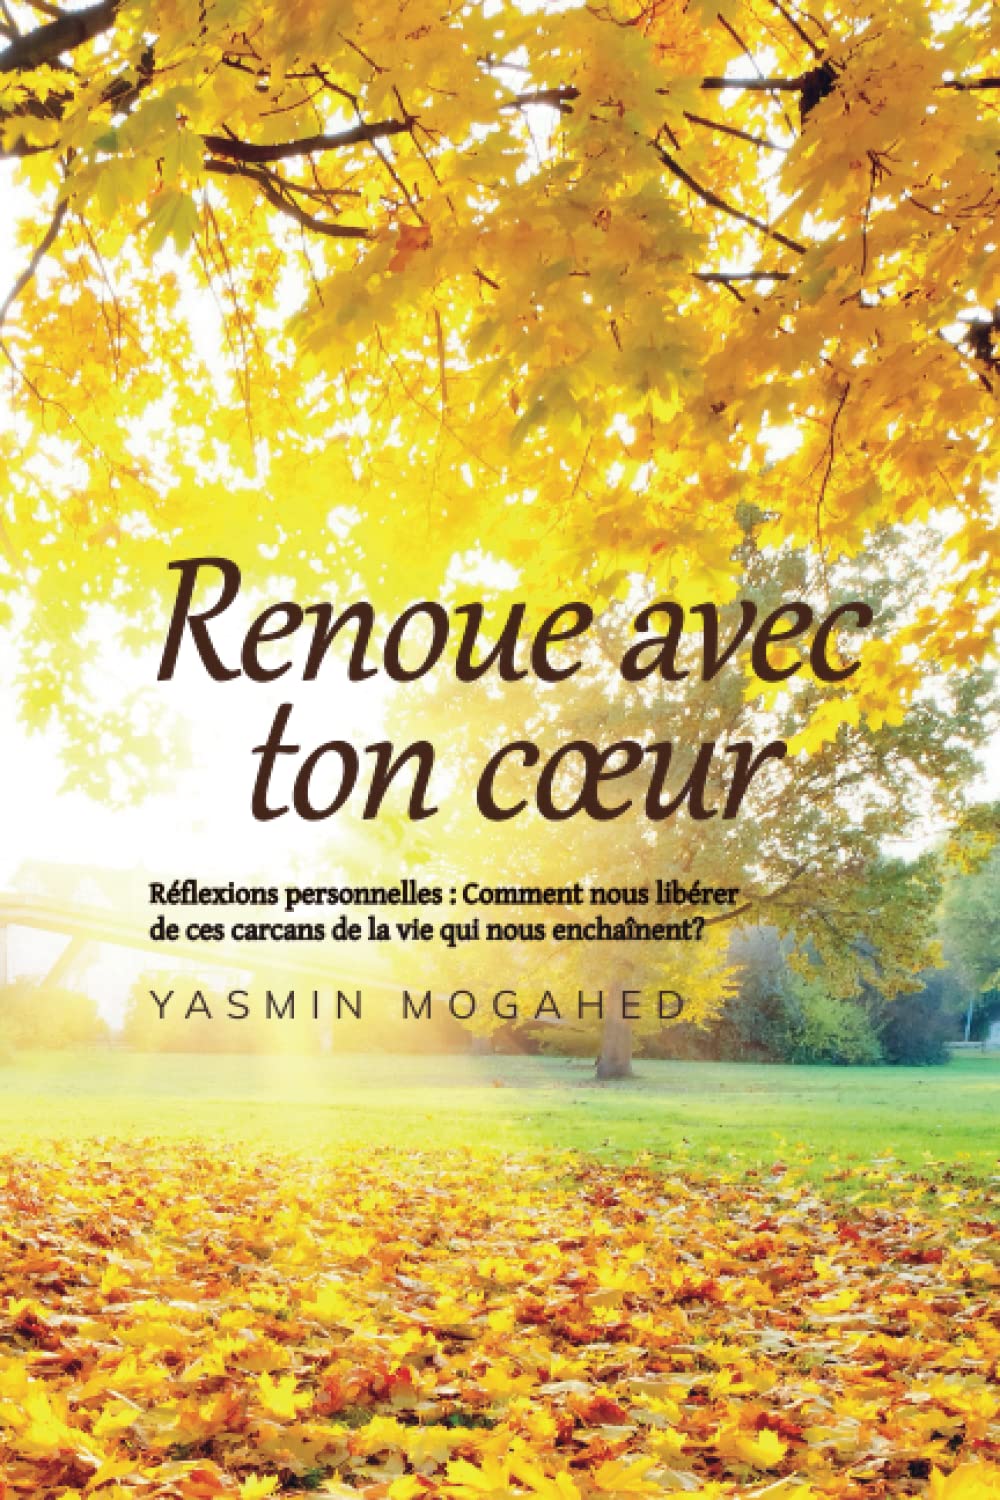 Renoue avec
ton cœur
Réflexions personnelles : Comment nous libérer
de ces carcans de la vie qui nous enchaînent?
YASMIN MOGAHED